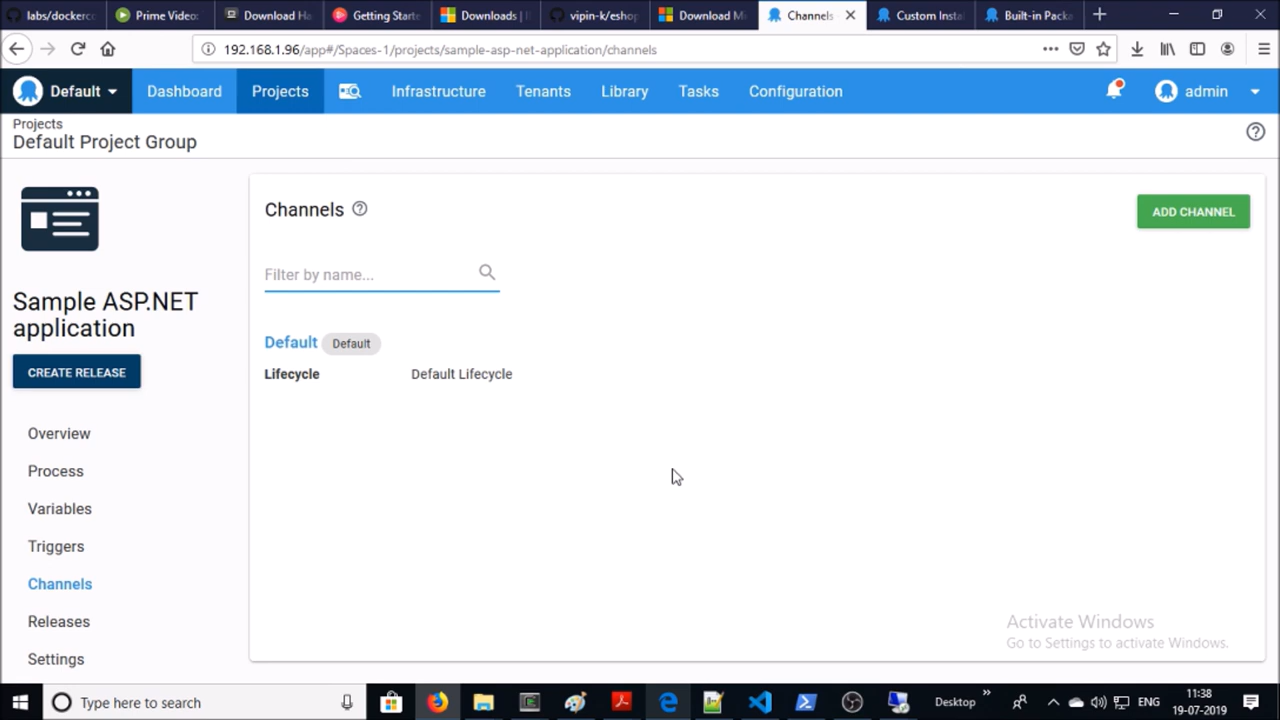 labs/dockerc
Prime Video:
Download Ha
Getting Starte
Downloads | I
vipin-k/eshop
Download Mi
Channels
Custom Instal
Built-in Packa
192.168.1.96/app#/Spaces-1/projects/sample-asp-net-application/channels
Default
Dashboard
Projects
Infrastructure
Tenants
Library
Tasks
Configuration
admin
Projects
Default Project Group
Sample ASP.NET
application
CREATE RELEASE
Overview
Process
Variables
Triggers
Channels
Releases
Settings
Channels
ADD CHANNEL
Filter by name...
Default Default
Lifecycle Default Lifecycle
Activate Windows
Go to Settings to activate Windows.
Type here to search
Desktop
ENG
11:38
19-07-2019